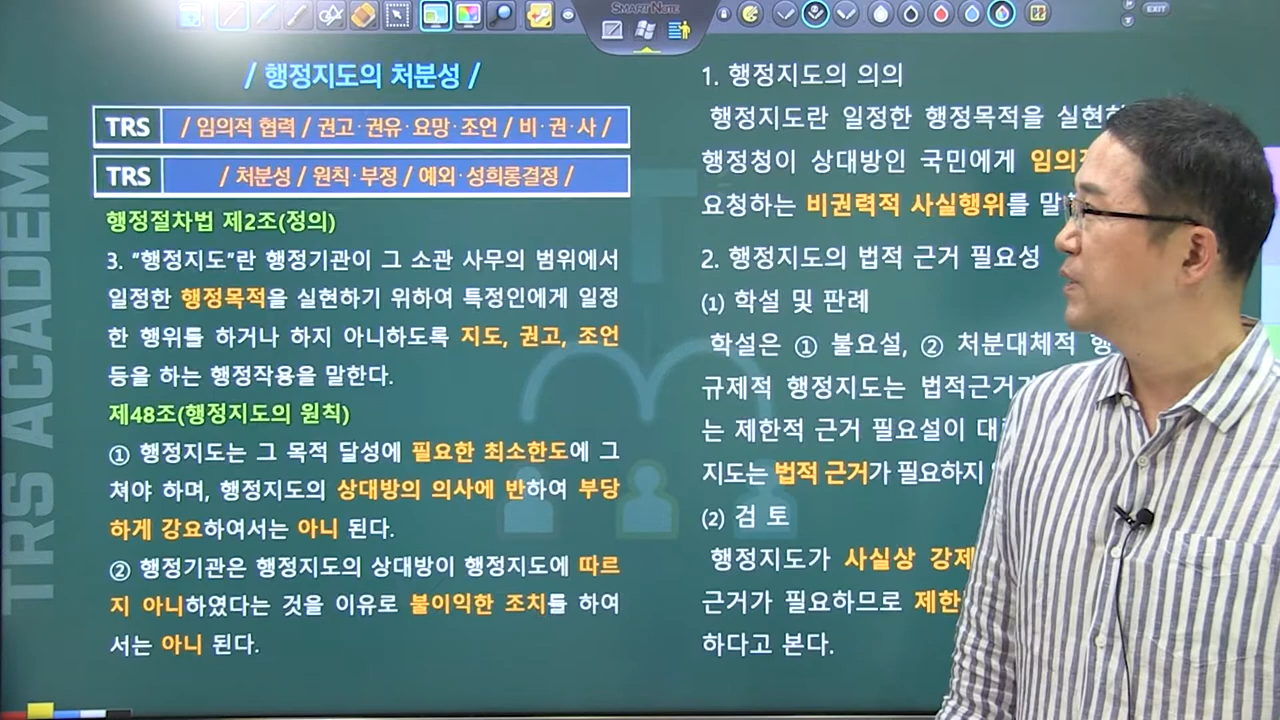 SMART NOTE
EXIT
TRS ACADEMY
/ 행정지도의 처분성 /
TRS / 임의적 협력 / 권고·권유·요망·조언 / 비·권·사 /
TRS / 처분성 / 원칙·부정 / 예외·성희롱결정 /
행정절차법 제2조(정의)
3. "행정지도"란 행정기관이 그 소관 사무의 범위에서
일정한 행정목적을 실현하기 위하여 특정인에게 일정
한 행위를 하거나 하지 아니하도록 지도, 권고, 조언
등을 하는 행정작용을 말한다.
제48조(행정지도의 원칙)
① 행정지도는 그 목적 달성에 필요한 최소한도에 그
쳐야 하며, 행정지도의 상대방의 의사에 반하여 부당
하게 강요하여서는 아니 된다.
② 행정기관은 행정지도의 상대방이 행정지도에 따르
지 아니하였다는 것을 이유로 불이익한 조치를 하여
서는 아니 된다.
1. 행정지도의 의의
행정지도란 일정한 행정목적을 실현하
행정청이 상대방인 국민에게 임의
요청하는 비권력적 사실행위를 말
2. 행정지도의 법적 근거 필요성
(1) 학설 및 판례
학설은 ① 불요설, ② 처분대체적 행
규제적 행정지도는 법적근거
는 제한적 근거 필요설이 대
지도는 법적 근거가 필요하지
(2) 검 토
행정지도가 사실상 강제
근거가 필요하므로 제한
하다고 본다.